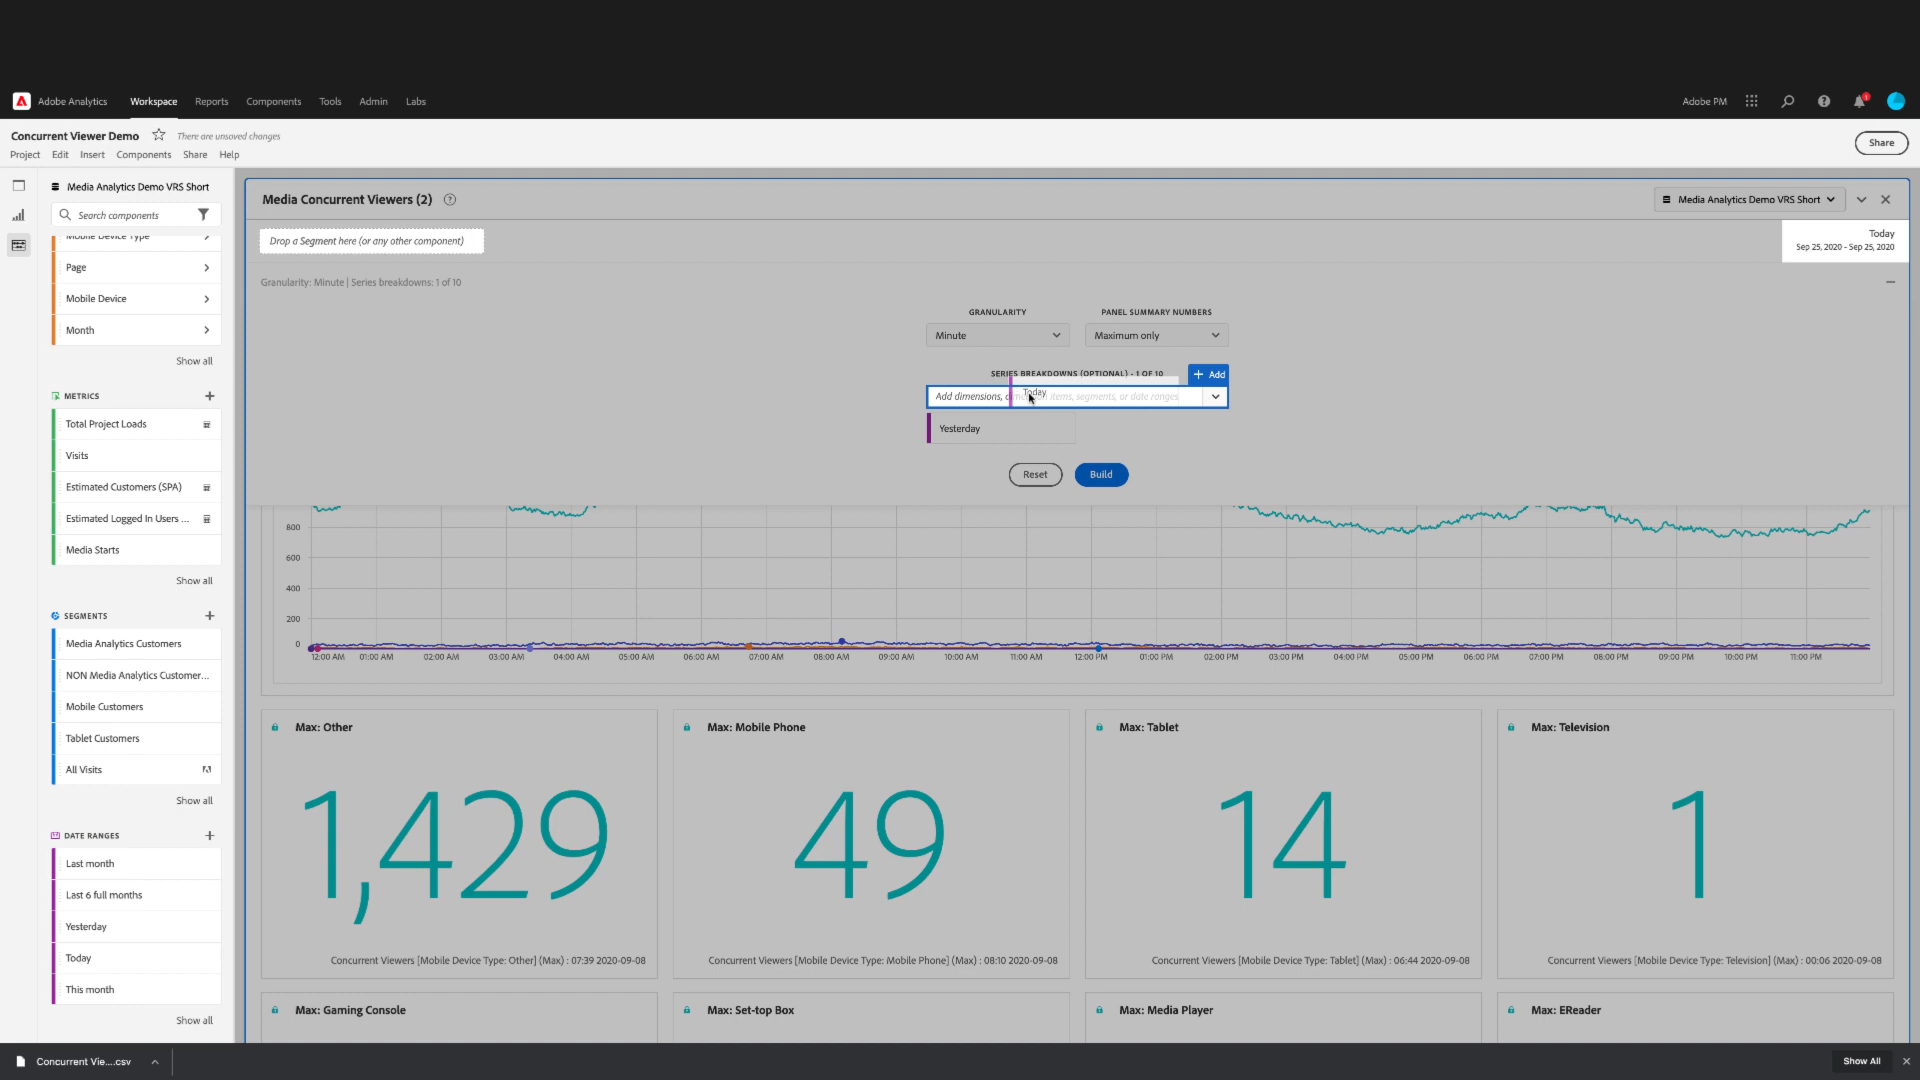 Adobe Analytics
Workspace
Reports
Components
Tools
Admin
Labs
Adobe PM
1
Concurrent Viewer Demo
There are unsaved changes
Project
Edit
Insert
Components
Share
Help
Share
Media Analytics Demo VRS Short
Search components
Mobile Device Type
Page
Mobile Device
Month
Show all
METRICS
Total Project Loads
Visits
Estimated Customers (SPA)
Estimated Logged In Users ...
Media Starts
Show all
SEGMENTS
Media Analytics Customers
NON Media Analytics Customer...
Mobile Customers
Tablet Customers
All Visits
Show all
DATE RANGES
Last month
Last 6 full months
Yesterday
Today
This month
Show all
Media Concurrent Viewers (2)
Media Analytics Demo VRS Short
Drop a Segment here (or any other component)
Today
Sep 25, 2020 - Sep 25, 2020
Granularity: Minute | Series breakdowns: 1 of 10
GRANULARITY
PANEL SUMMARY NUMBERS
Minute
Maximum only
SERIES BREAKDOWNS (OPTIONAL) - 1 OF 10
+ Add
Today
Add dimensions, dimension items, segments, or date ranges
Yesterday
Reset
Build
800
600
400
200
0
12:00 AM
01:00 AM
02:00 AM
03:00 AM
04:00 AM
05:00 AM
06:00 AM
07:00 AM
08:00 AM
09:00 AM
10:00 AM
11:00 AM
12:00 PM
01:00 PM
02:00 PM
03:00 PM
04:00 PM
05:00 PM
06:00 PM
07:00 PM
08:00 PM
09:00 PM
10:00 PM
11:00 PM
Max: Other
1,429
Concurrent Viewers [Mobile Device Type: Other] (Max) : 07:39 2020-09-08
Max: Mobile Phone
49
Concurrent Viewers [Mobile Device Type: Mobile Phone] (Max) : 08:10 2020-09-08
Max: Tablet
14
Concurrent Viewers [Mobile Device Type: Tablet] (Max) : 06:44 2020-09-08
Max: Television
1
Concurrent Viewers [Mobile Device Type: Television] (Max) : 00:06 2020-09-08
Max: Gaming Console
Max: Set-top Box
Max: Media Player
Max: EReader
Concurrent Vie....csv
Show All